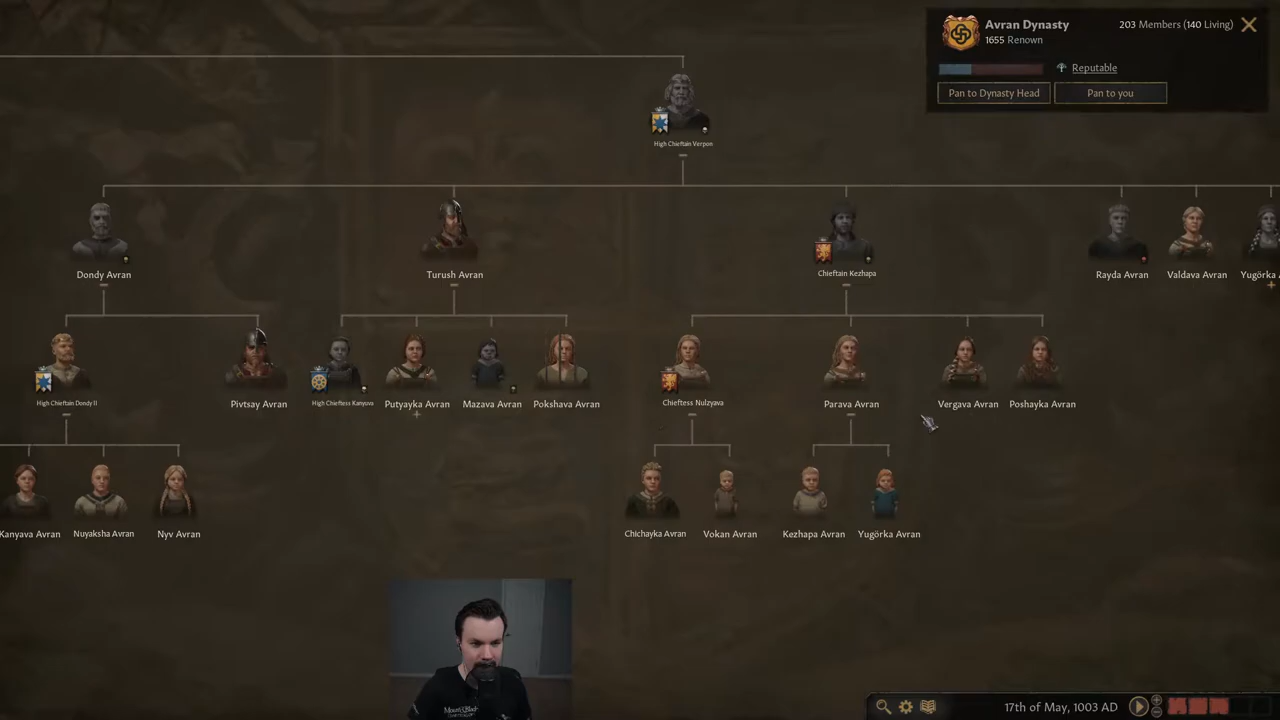 Avran Dynasty
203 Members (140 Living)
1655 Renown
Reputable
Pan to Dynasty Head
Pan to you
High Chieftain Verpon
Dondy Avran
Turush Avran
Chieftain Kezhapa
Rayda Avran
Valdava Avran
Yugörka
High Chieftain Dondy II
Pivtsay Avran
High Chieftess Kanyava
Putyayka Avran
Mazava Avran
Pokshava Avran
Chieftess Nulzyava
Parava Avran
Vergava Avran
Poshayka Avran
Kanyava Avran
Nuyaksha Avran
Nyv Avran
Chichayka Avran
Vokan Avran
Kezhapa Avran
Yugörka Avran
17th of May, 1003 AD